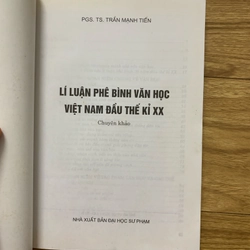 PGS. TS. TRẦN MẠNH TIẾN
LÍ LUẬN PHÊ BÌNH VĂN HỌC
VIỆT NAM ĐẦU THẾ KỈ XX
Chuyên khảo
NHÀ XUẤT BẢN ĐẠI HỌC SƯ PHẠM